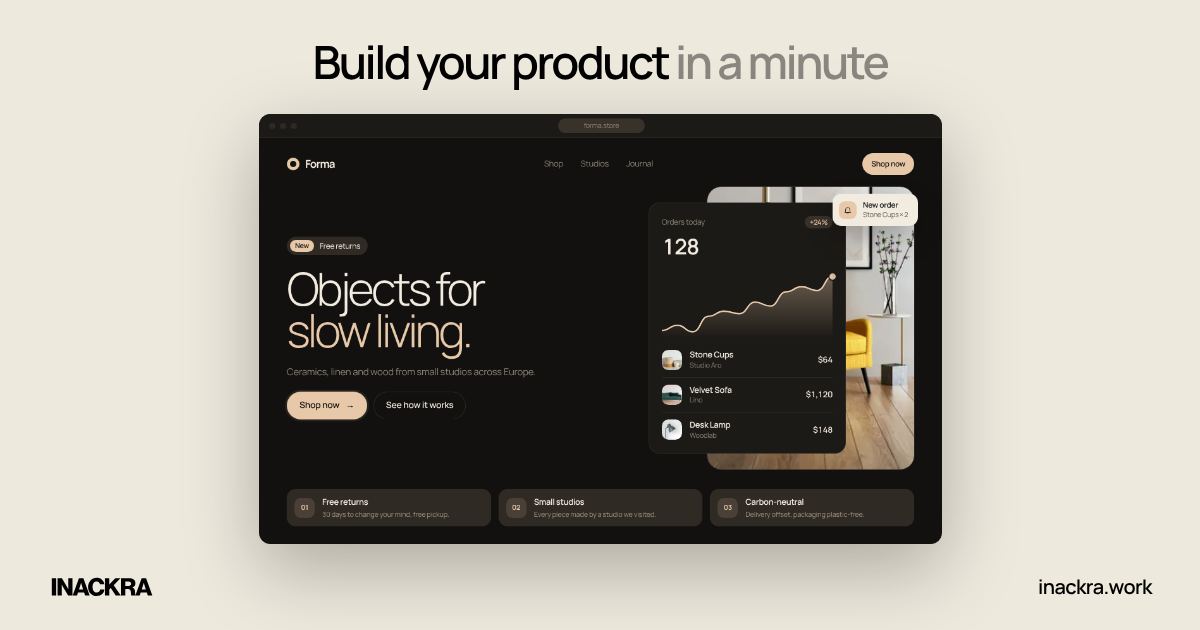 Build your product in a minute
forma.store
Forma
Shop Studios Journal
Shop now
New Free returns
Objects for
slow living.
Ceramics, linen and wood from small studios across Europe.
Shop now →
See how it works
Orders today
+24%
128
New order
Stone Cups × 2
Stone Cups
Studio Aro
$64
Velvet Sofa
Lino
$1,120
Desk Lamp
Woodlab
$148
01
Free returns
30 days to change your mind, free pickup.
02
Small studios
Every piece made by a studio we visited.
03
Carbon-neutral
Delivery offset, packaging plastic-free.
INACKRA
inackra.work